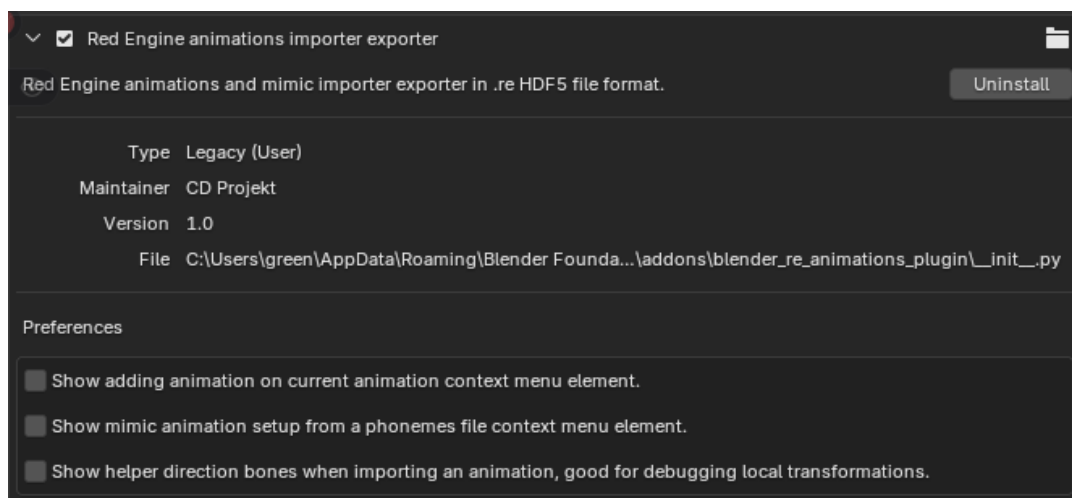 Red Engine animations importer exporter
Red Engine animations and mimic importer exporter in .re HDF5 file format.
Uninstall
Type Legacy (User)
Maintainer CD Projekt
Version 1.0
File C:\Users\green\AppData\Roaming\Blender Founda...\addons\blender_re_animations_plugin\__init__.py
Preferences
Show adding animation on current animation context menu element.
Show mimic animation setup from a phonemes file context menu element.
Show helper direction bones when importing an animation, good for debugging local transformations.